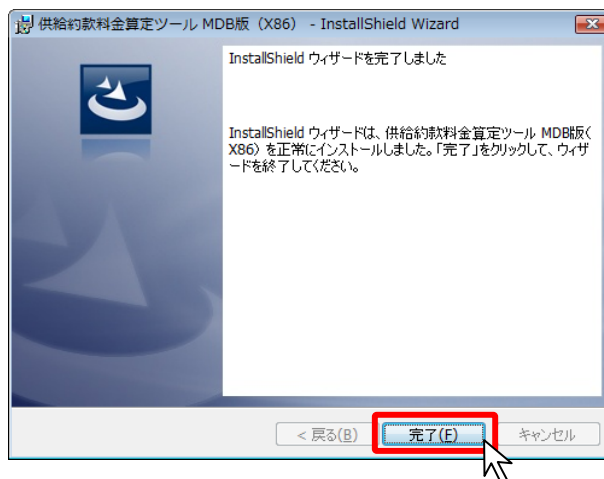 供給約款料金算定ツール MDB版（X86） - InstallShield Wizard
InstallShield ウィザードを完了しました
InstallShield ウィザードは、供給約款料金算定ツール MDB版（
X86）を正常にインストールしました。「完了」をクリックして、ウィザ
ードを終了してください。
< 戻る(B)
完了(F)
キャンセル